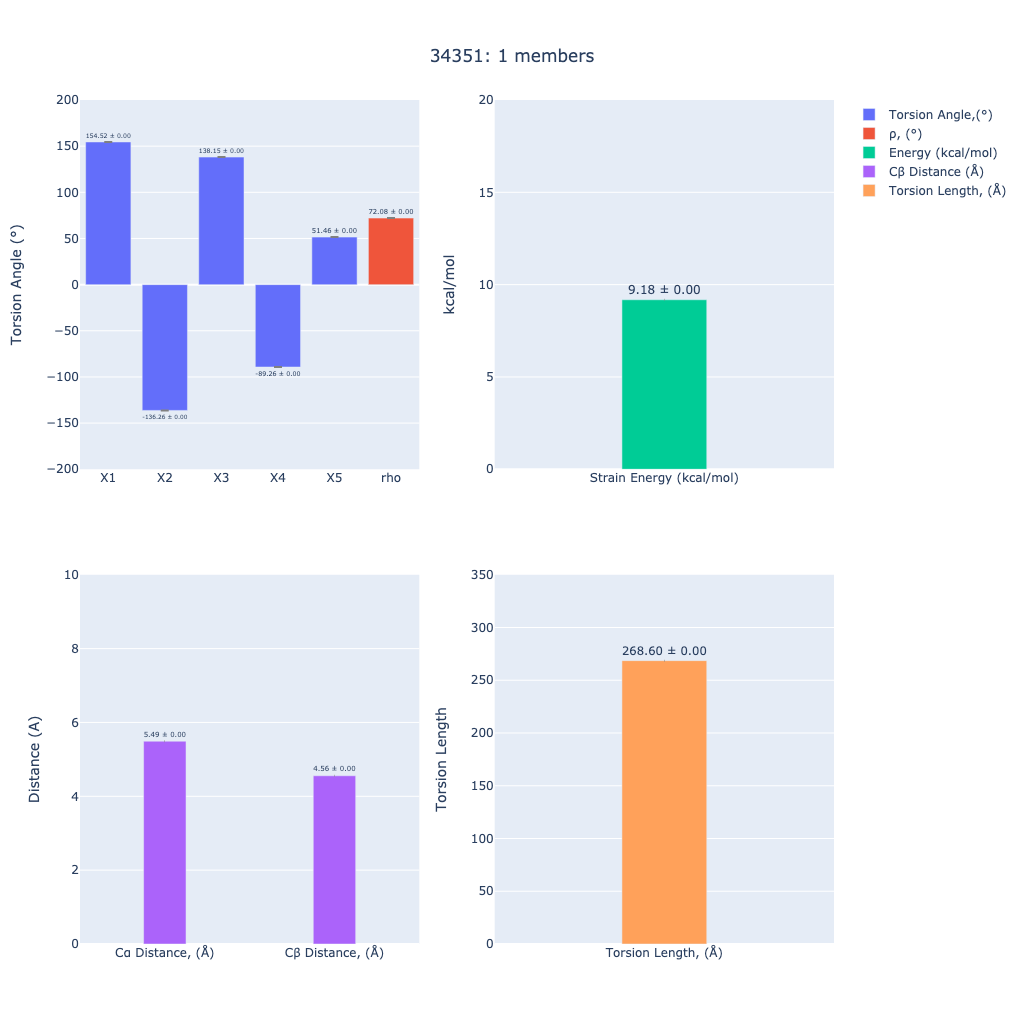 34351: 1 members
200
150
100
50
0
−50
−100
−150
−200
Torsion Angle (°)
154.52 ± 0.00
-136.26 ± 0.00
138.15 ± 0.00
-89.26 ± 0.00
51.46 ± 0.00
72.08 ± 0.00
X1
X2
X3
X4
X5
rho
20
15
10
5
0
kcal/mol
9.18 ± 0.00
Strain Energy (kcal/mol)
Torsion Angle,(°)
ρ, (°)
Energy (kcal/mol)
Cβ Distance (Å)
Torsion Length, (Å)
10
8
6
4
2
0
Distance (A)
5.49 ± 0.00
4.56 ± 0.00
Cα Distance, (Å)
Cβ Distance, (Å)
350
300
250
200
150
100
50
0
Torsion Length
268.60 ± 0.00
Torsion Length, (Å)